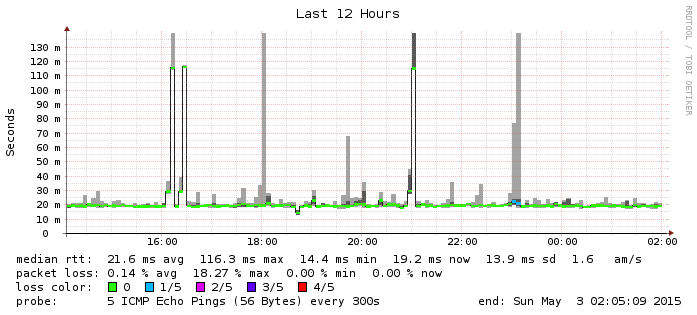 Last 12 Hours
RRDTOOL / TOBI OETIKER
Seconds
130 m
120 m
110 m
100 m
90 m
80 m
70 m
60 m
50 m
40 m
30 m
20 m
10 m
0
16:00 18:00 20:00 22:00 00:00 02:00
median rtt: 21.6 ms avg 116.3 ms max 14.4 ms min 19.2 ms now 13.9 ms sd 1.6 am/s
packet loss: 0.14 % avg 18.27 % max 0.00 % min 0.00 % now
loss color: 0 1/5 2/5 3/5 4/5
probe: 5 ICMP Echo Pings (56 Bytes) every 300s end: Sun May 3 02:05:09 2015